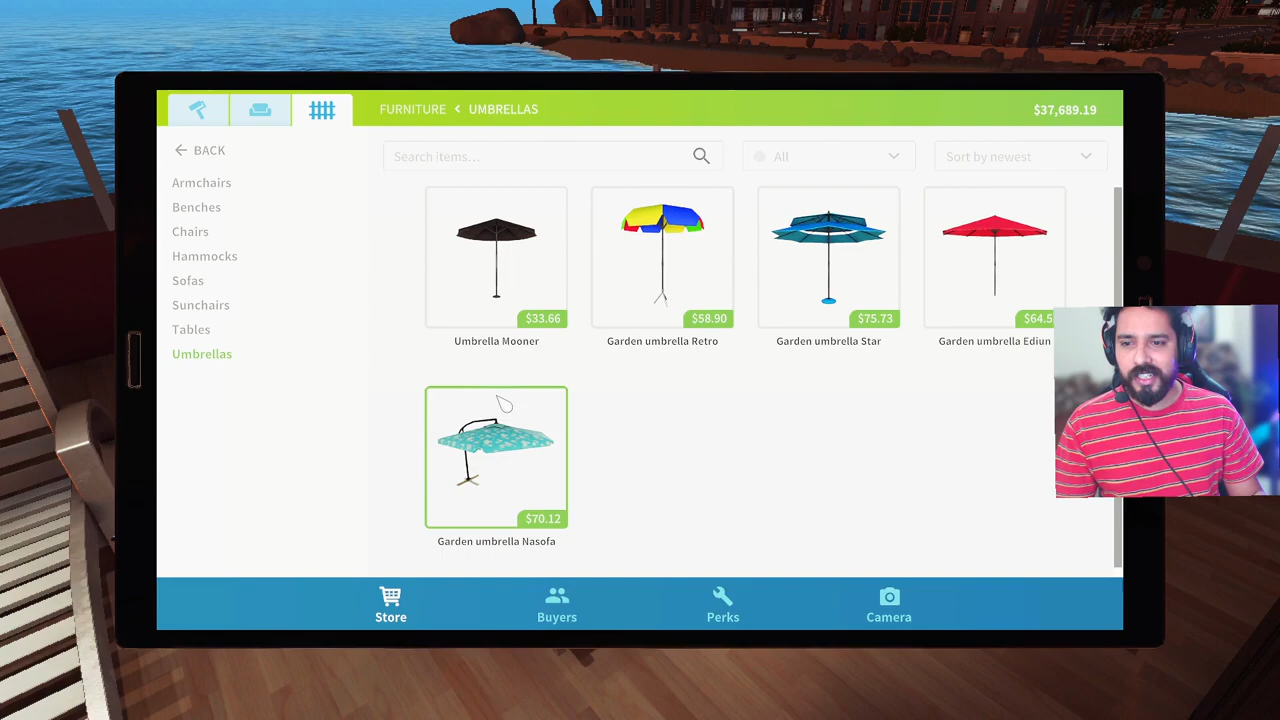 FURNITURE < UMBRELLAS
$37,689.19
BACK
Search items...
All
Sort by newest
Armchairs
Benches
Chairs
Hammocks
Sofas
Sunchairs
Tables
Umbrellas
$33.66
$58.90
$75.73
$64.5
Umbrella Mooner
Garden umbrella Retro
Garden umbrella Star
Garden umbrella Ediun
$70.12
Garden umbrella Nasofa
Store
Buyers
Perks
Camera